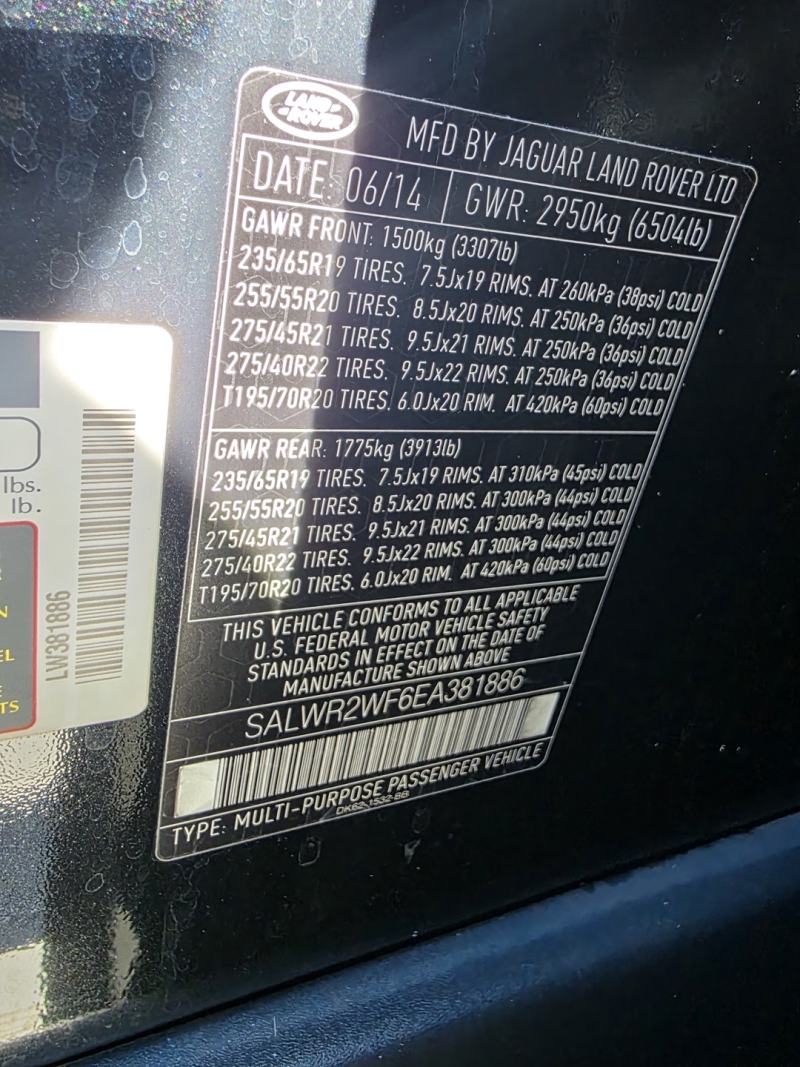 LAND-
-ROVER
MFD BY JAGUAR LAND ROVER LTD
DATE: 06/14 GWR: 2950kg (6504lb)
GAWR FRONT: 1500kg (3307lb)
235/65R19 TIRES. 7.5Jx19 RIMS. AT 260kPa (38psi) COLD
255/55R20 TIRES. 8.5Jx20 RIMS. AT 250kPa (36psi) COLD
275/45R21 TIRES. 9.5Jx21 RIMS. AT 250kPa (36psi) COLD
275/40R22 TIRES. 9.5Jx22 RIMS. AT 250kPa (36psi) COLD
T195/70R20 TIRES. 6.0Jx20 RIM. AT 420kPa (60psi) COLD
GAWR REAR: 1775kg (3913lb)
235/65R19 TIRES. 7.5Jx19 RIMS. AT 310kPa (45psi) COLD
255/55R20 TIRES. 8.5Jx20 RIMS. AT 300kPa (44psi) COLD
275/45R21 TIRES. 9.5Jx21 RIMS. AT 300kPa (44psi) COLD
275/40R22 TIRES. 9.5Jx22 RIMS. AT 300kPa (44psi) COLD
T195/70R20 TIRES. 6.0Jx20 RIM. AT 420kPa (60psi) COLD
THIS VEHICLE CONFORMS TO ALL APPLICABLE
U.S. FEDERAL MOTOR VEHICLE SAFETY
STANDARDS IN EFFECT ON THE DATE OF
MANUFACTURE SHOWN ABOVE
SALWR2WF6EA381886
TYPE: MULTI-PURPOSE PASSENGER VEHICLE
DK62-1532-BB
lbs.
lb.
LW381886
N
EL
E
TS